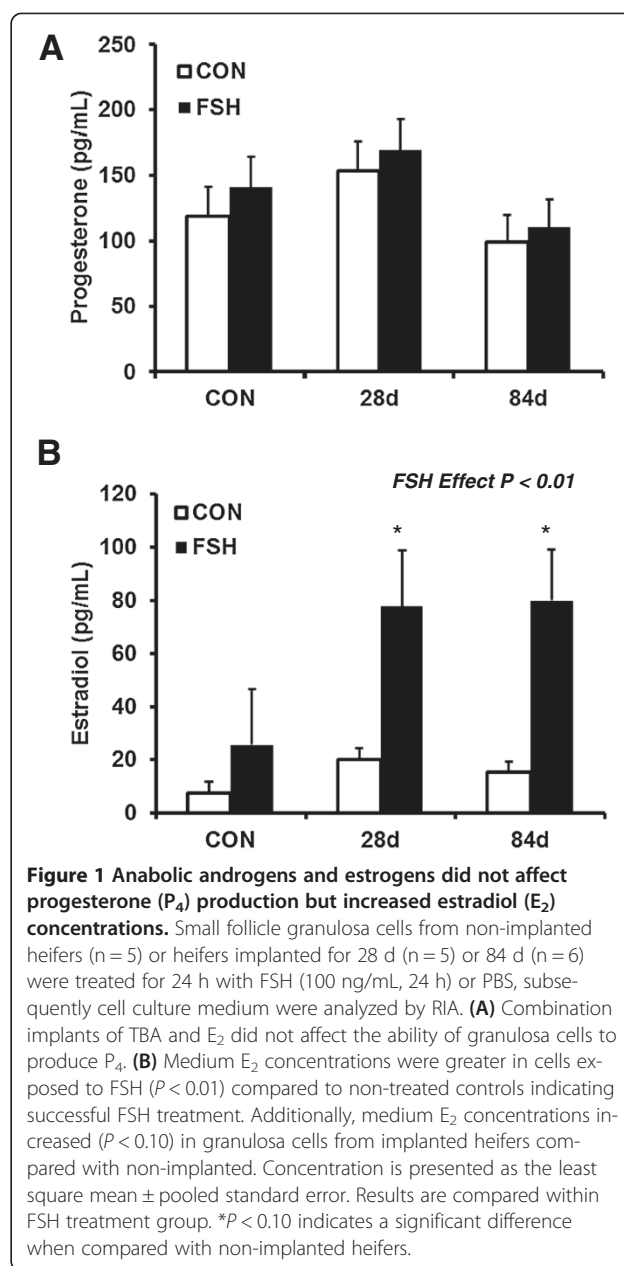 A
300
250
200
150
100
50
0
Progesterone (pg/mL)
CON
FSH
CON 28d 84d
B
FSH Effect P < 0.01
120
100
80
60
40
20
0
Estradiol (pg/mL)
CON
FSH
* *
CON 28d 84d
Figure 1 Anabolic androgens and estrogens did not affect
progesterone (P₄) production but increased estradiol (E₂)
concentrations. Small follicle granulosa cells from non-implanted
heifers (n = 5) or heifers implanted for 28 d (n = 5) or 84 d (n = 6)
were treated for 24 h with FSH (100 ng/mL, 24 h) or PBS, subse-
quently cell culture medium were analyzed by RIA. (A) Combination
implants of TBA and E₂ did not affect the ability of granulosa cells to
produce P₄. (B) Medium E₂ concentrations were greater in cells ex-
posed to FSH (P < 0.01) compared to non-treated controls indicating
successful FSH treatment. Additionally, medium E₂ concentrations in-
creased (P < 0.10) in granulosa cells from implanted heifers com-
pared with non-implanted. Concentration is presented as the least
square mean ± pooled standard error. Results are compared within
FSH treatment group. *P < 0.10 indicates a significant difference
when compared with non-implanted heifers.